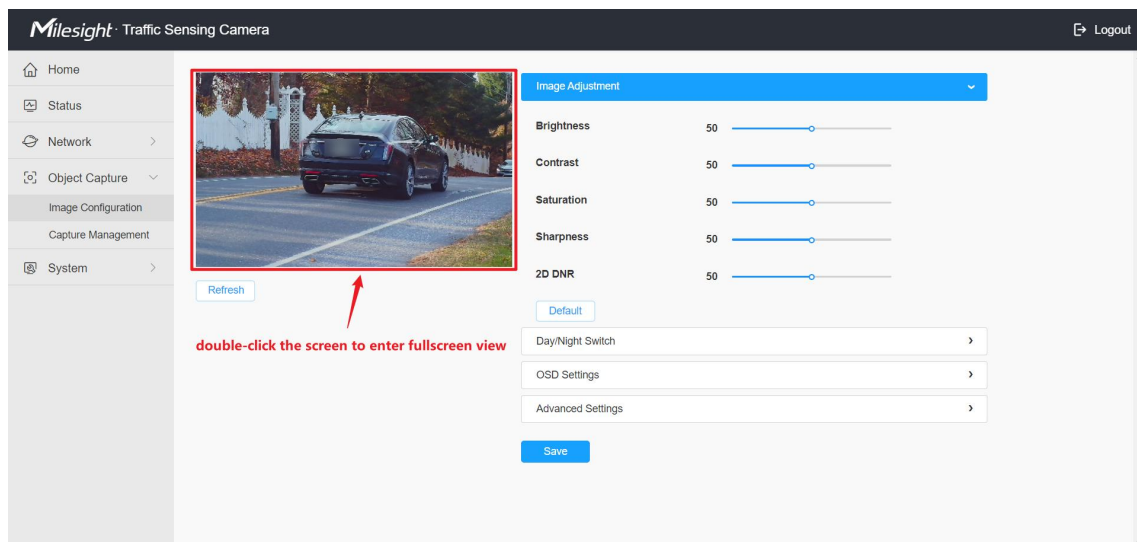 Milesight · Traffic Sensing Camera
Logout
Home
Status
Network
Object Capture
Image Configuration
Capture Management
System
Refresh
double-click the screen to enter fullscreen view
Image Adjustment
Brightness 50
Contrast 50
Saturation 50
Sharpness 50
2D DNR 50
Default
Day/Night Switch
OSD Settings
Advanced Settings
Save